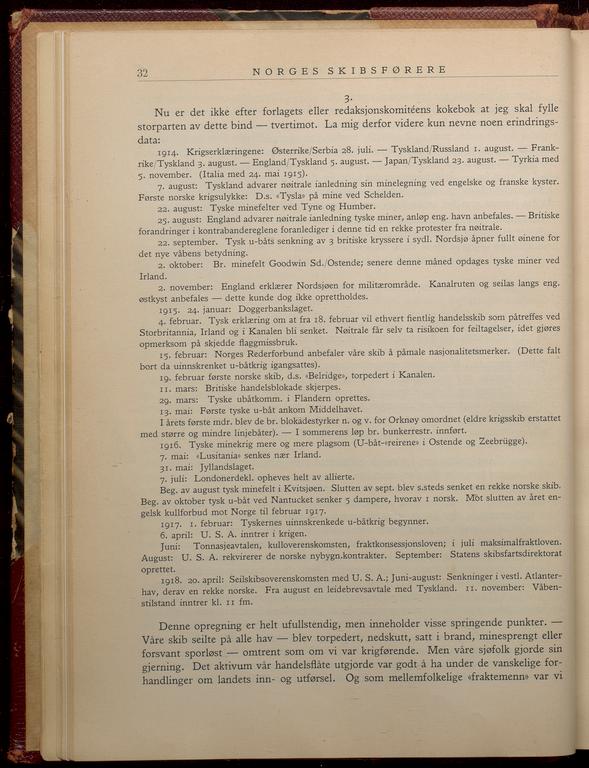 32
NORGES SKIBSFØRERE
3.
Nu er det ikke efter forlagets eller redaksjonskomitéens kokebok at jeg skal fylle
storparten av dette bind — tvertimot. La mig derfor videre kun nevne noen erindrings-
data:
1914. Krigserklæringene: Østerrike/Serbia 28. juli. — Tyskland/Russland 1. august. — Frank-
rike/Tyskland 3. august. — England/Tyskland 5. august. — Japan/Tyskland 23. august. — Tyrkia med
5. november. (Italia med 24. mai 1915).
7. august: Tyskland advarer nøitrale ianledning sin minelegning ved engelske og franske kyster.
Første norske krigsulykke: D.s. «Tysla» på mine ved Schelden.
22. august: Tyske minefelter ved Tyne og Humber.
25. august: England advarer nøitrale ianledning tyske miner, anløp eng. havn anbefales. — Britiske
forandringer i kontrabandereglene foranlediger i denne tid en rekke protester fra nøitrale.
22. september. Tysk u-båts senkning av 3 britiske kryssere i sydl. Nordsjø åpner fullt øinene for
det nye våbens betydning.
2. oktober: Br. minefelt Goodwin Sd./Ostende; senere denne måned opdages tyske miner ved
Irland.
2. november: England erklærer Nordsjøen for militærområde. Kanalruten og seilas langs eng.
østkyst anbefales — dette kunde dog ikke oprettholdes.
1915. 24. januar: Doggerbankslaget.
4. februar. Tysk erklæring om at fra 18. februar vil ethvert fientlig handelsskib som påtreffes ved
Storbritannia, Irland og i Kanalen bli senket. Nøitrale får selv ta risikoen for feiltagelser, idet gjøres
opmerksom på skjedde flaggmissbruk.
15. februar: Norges Rederforbund anbefaler våre skib å påmale nasjonalitetsmerker. (Dette falt
bort da uinnskrenket u-båtkrig igangsattes).
19. februar første norske skib, d.s. «Belridge», torpedert i Kanalen.
11. mars: Britiske handelsblokade skjerpes.
29. mars: Tyske ubåtkomm. i Flandern oprettes.
13. mai: Første tyske u-båt ankom Middelhavet.
I årets første mdr. blev de br. blokadestyrker n. og v. for Orknøy omordnet (eldre krigsskib erstattet
med større og mindre linjebåter). — I sommerens løp br. bunkerrestr. innført.
1916. Tyske minekrig mere og mere plagsom (U-båt-«reirene» i Ostende og Zeebrügge).
7. mai: «Lusitania» senkes nær Irland.
31. mai: Jyllandslaget.
7. juli: Londonerdekl. opheves helt av allierte.
Beg. av august tysk minefelt i Kvitsjøen. Slutten av sept. blev s.steds senket en rekke norske skib.
Beg. av oktober tysk u-båt ved Nantucket senker 5 dampere, hvorav 1 norsk. Mot slutten av året en-
gelsk kullforbud mot Norge til februar 1917.
1917. 1. februar: Tyskernes uinnskrenkede u-båtkrig begynner.
6. april: U. S. A. inntrer i krigen.
Juni: Tonnasjeavtalen, kulloverenskomsten, fraktkonsessjonsloven; i juli maksimalfraktloven.
August: U. S. A. rekvirerer de norske nybygn.kontrakter. September: Statens skibsfartsdirektorat
oprettet.
1918. 20. april: Seilskibsoverenskomsten med U. S. A.; Juni-august: Senkninger i vestl. Atlanter-
hav, derav en rekke norske. Fra august en leidebrevsavtale med Tyskland. 11. november: Våben-
stilstand inntrer kl. 11 fm.
Denne opregning er helt ufullstendig, men inneholder visse springende punkter. —
Våre skib seilte på alle hav — blev torpedert, nedskutt, satt i brand, minesprengt eller
forsvant sporløst — omtrent som om vi var krigførende. Men våre sjøfolk gjorde sin
gjerning. Det aktivum vår handelsflåte utgjorde var godt å ha under de vanskelige for-
handlinger om landets inn- og utførsel. Og som mellemfolkelige «fraktemenn» var vi